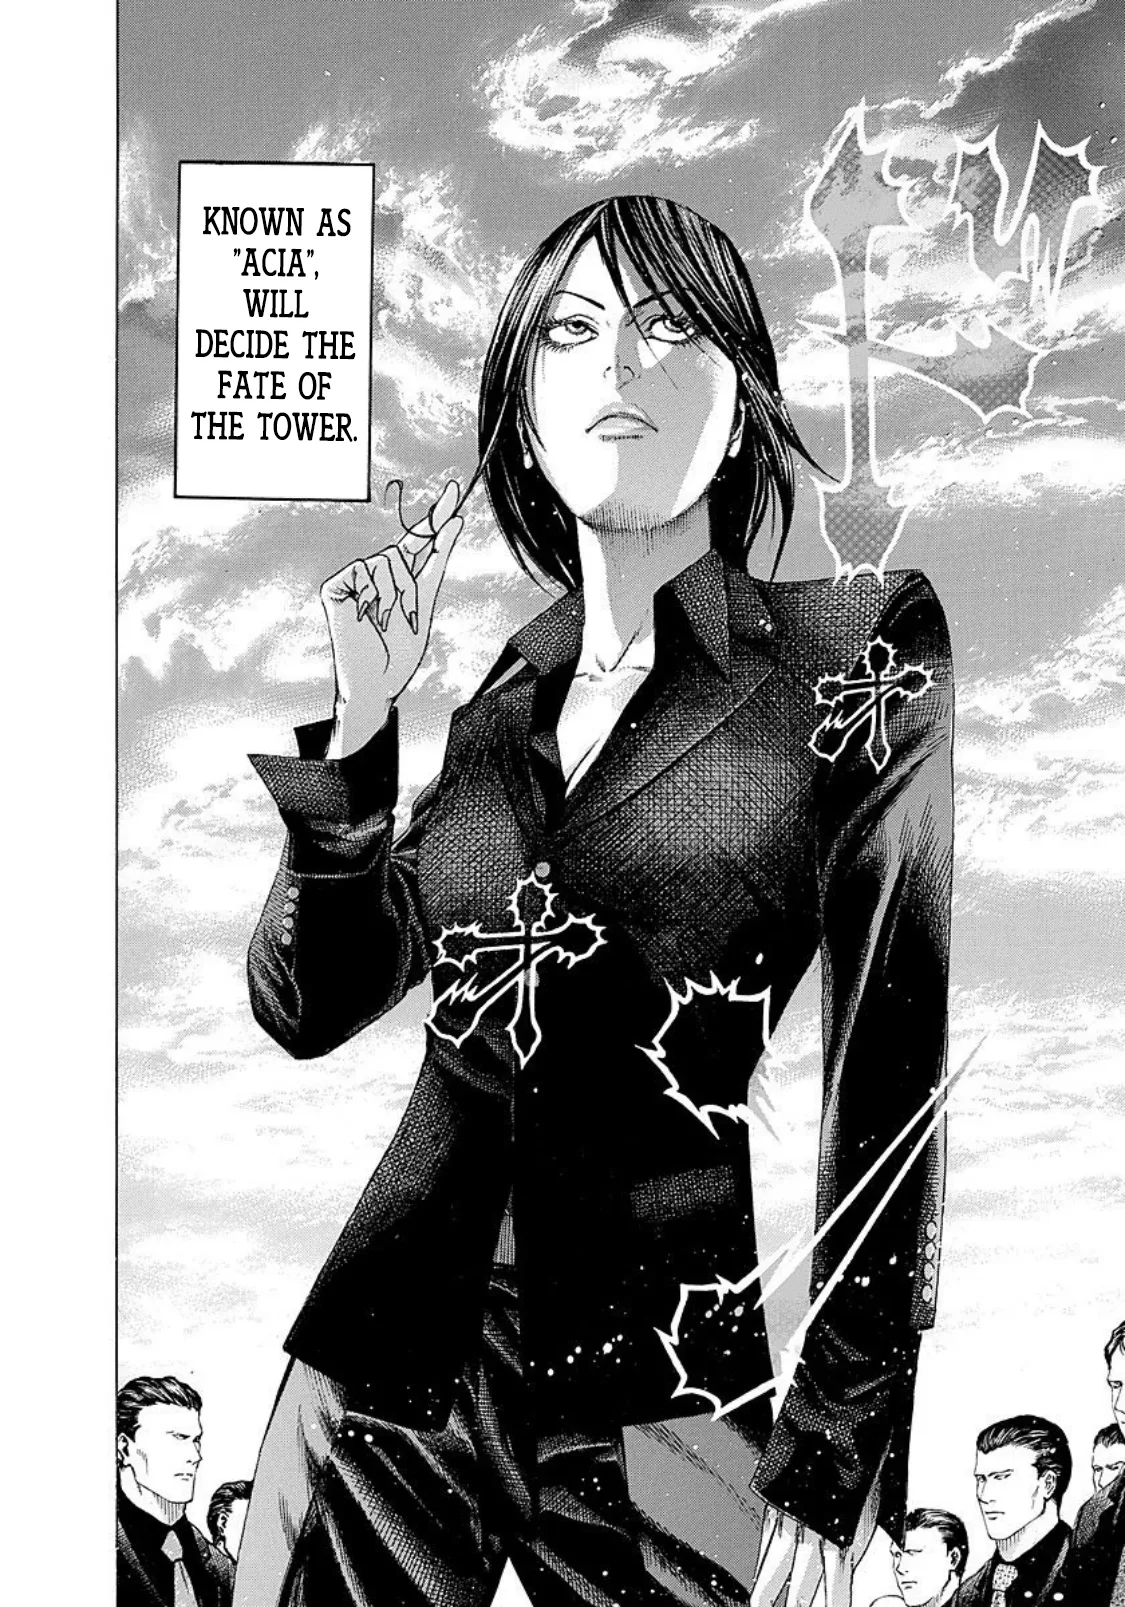 KNOWN AS
"ACIA",
WILL
DECIDE THE
FATE OF
THE TOWER.